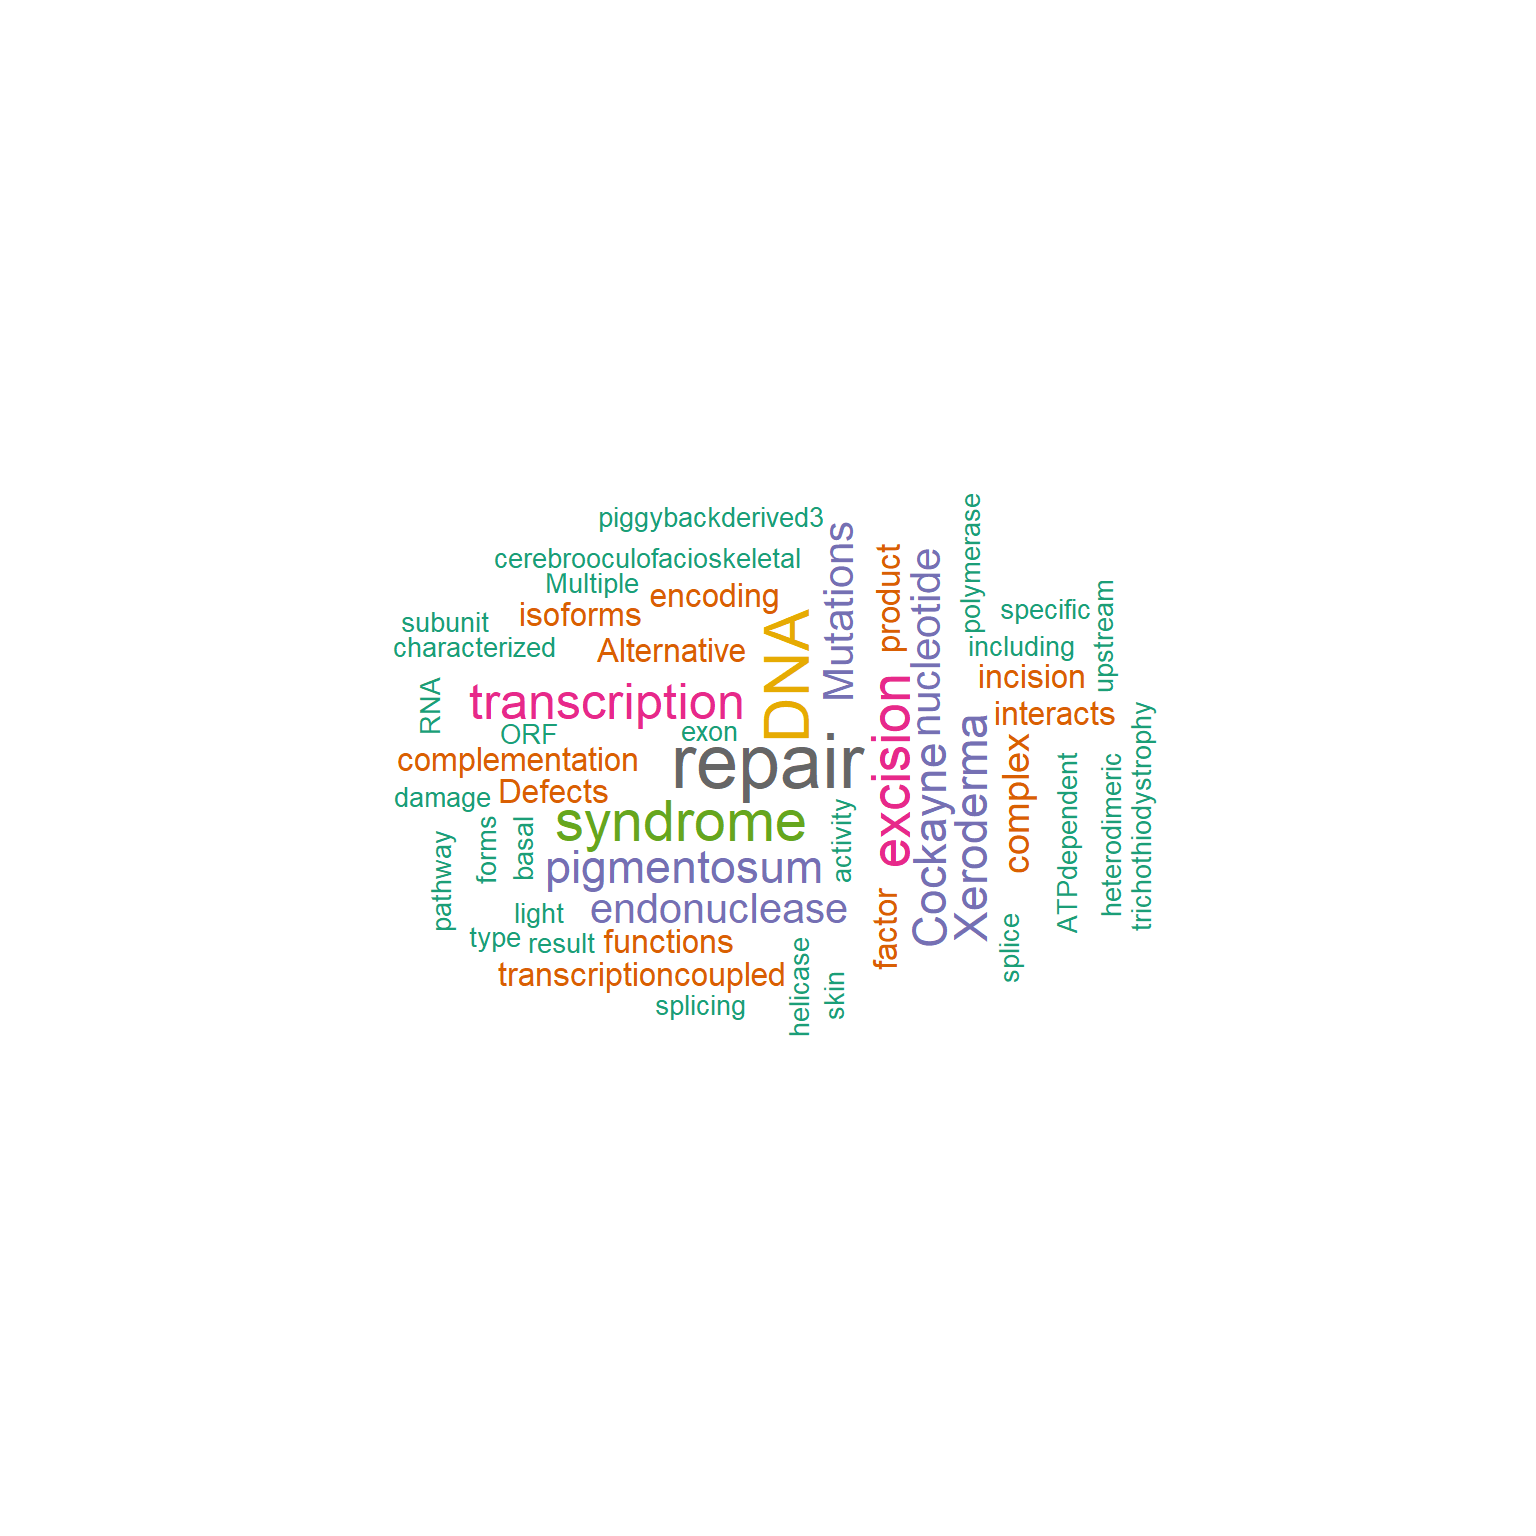 piggybackderived3
cerebrooculofacioskeletal
Multiple
encoding
isoforms
subunit
characterized
Alternative
DNA
Mutations
product
nucleotide
polymerase
specific
including
upstream
incision
interacts
RNA
transcription
ORF
exon
complementation
repair
excision
Cockayne
Xeroderma
complex
damage
Defects
syndrome
activity
ATPdependent
heterodimeric
trichothiodystrophy
pathway
forms
basal
pigmentosum
light
endonuclease
factor
type
result
functions
splice
transcriptioncoupled
helicase
skin
splicing